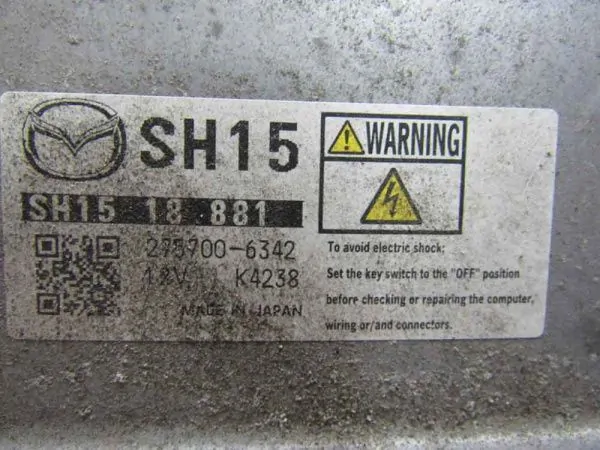 SH15
SH15 18 881
275700-6342
12V K4238
MADE IN JAPAN
WARNING
To avoid electric shock:
Set the key switch to the "OFF" position
before checking or repairing the computer,
wiring or/and connectors.